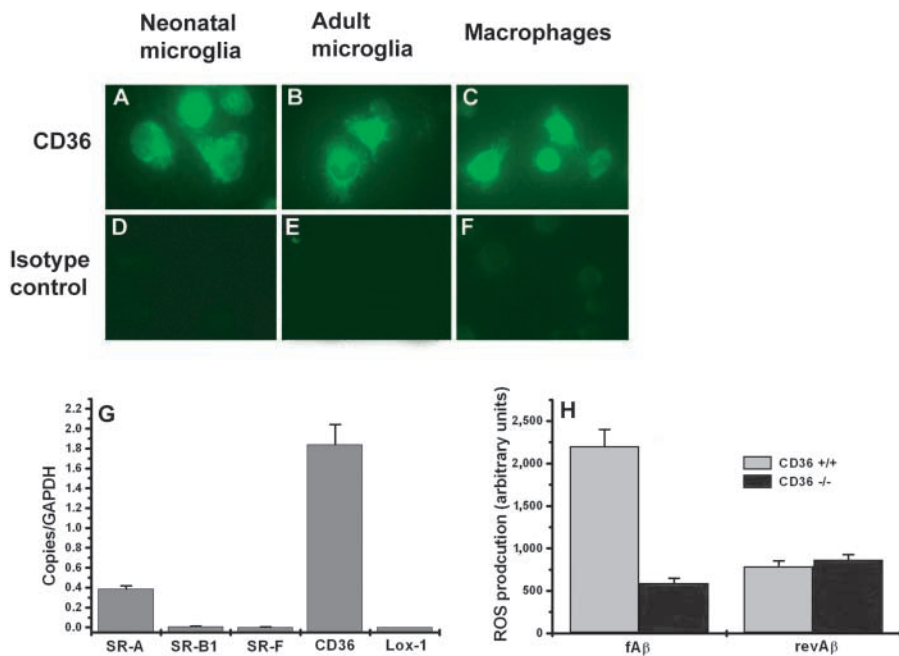 Neonatal
microglia
Adult
microglia
Macrophages
CD36
A
B
C
Isotype
control
D
E
F
G
Copies/GAPDH
2.2
2.0
1.8
1.6
1.4
1.2
1.0
0.8
0.6
0.4
0.2
0.0
SR-A SR-B1 SR-F CD36 Lox-1
H
ROS prodcution (arbitrary units)
2,500
2,000
1,500
1,000
500
0
CD36 +/+
CD36 -/-
fAβ revAβ